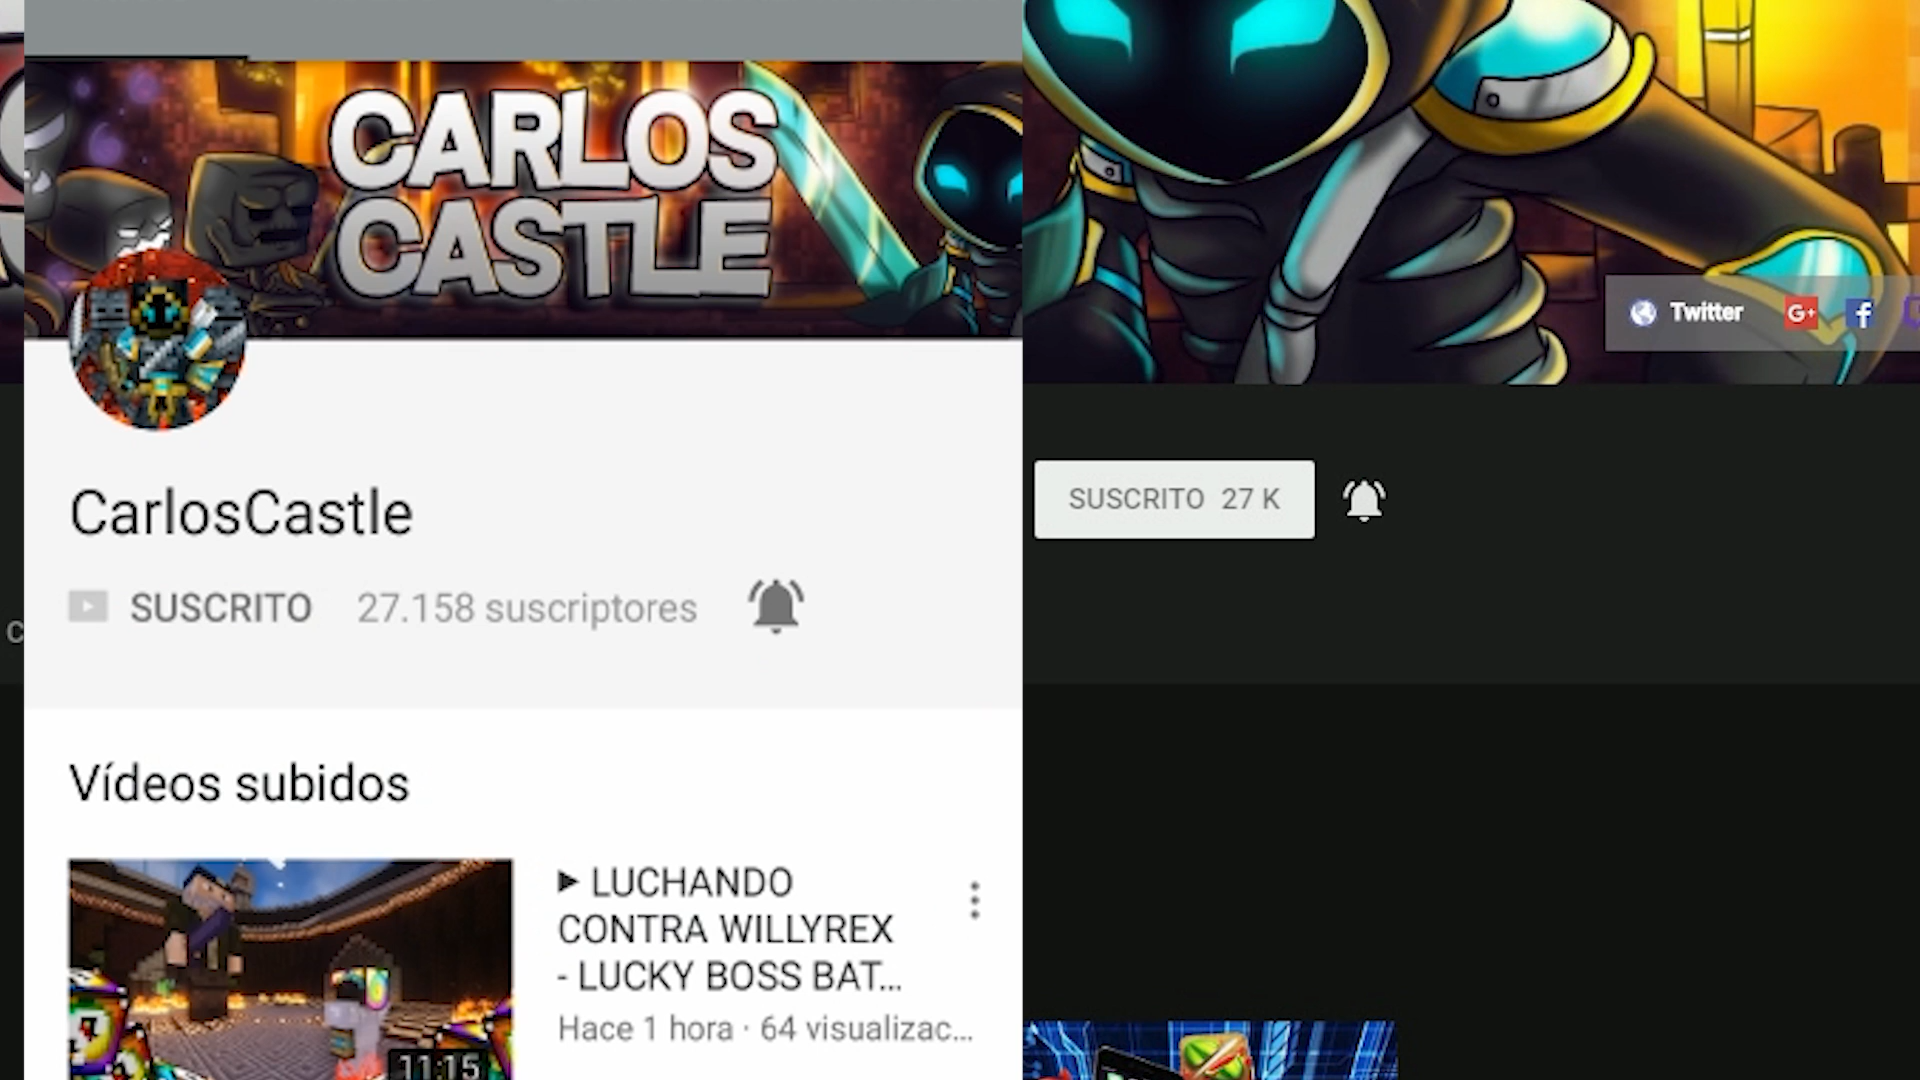 CARLOS
CASTLE
CarlosCastle
SUSCRITO 27.158 suscriptores
Vídeos subidos
► LUCHANDO
CONTRA WILLYREX
- LUCKY BOSS BAT...
Hace 1 hora · 64 visualizac...
11:15
Twitter G+ f
SUSCRITO 27 K